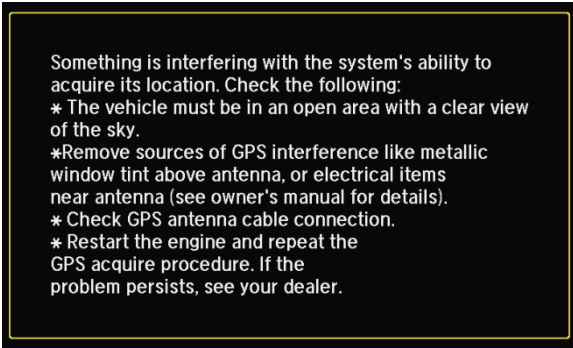 Something is interfering with the system's ability to
acquire its location. Check the following:
* The vehicle must be in an open area with a clear view
of the sky.
*Remove sources of GPS interference like metallic
window tint above antenna, or electrical items
near antenna (see owner's manual for details).
* Check GPS antenna cable connection.
* Restart the engine and repeat the
GPS acquire procedure. If the
problem persists, see your dealer.